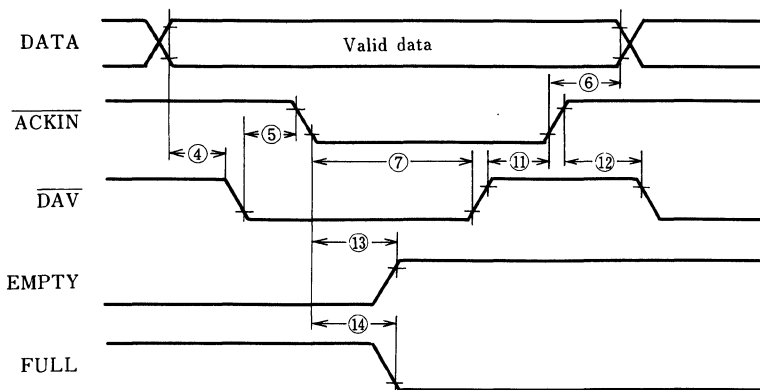 DATA
Valid data
⑥
ACKIN
⑤
④
⑦
⑪
⑫
DAV
⑬
EMPTY
⑭
FULL